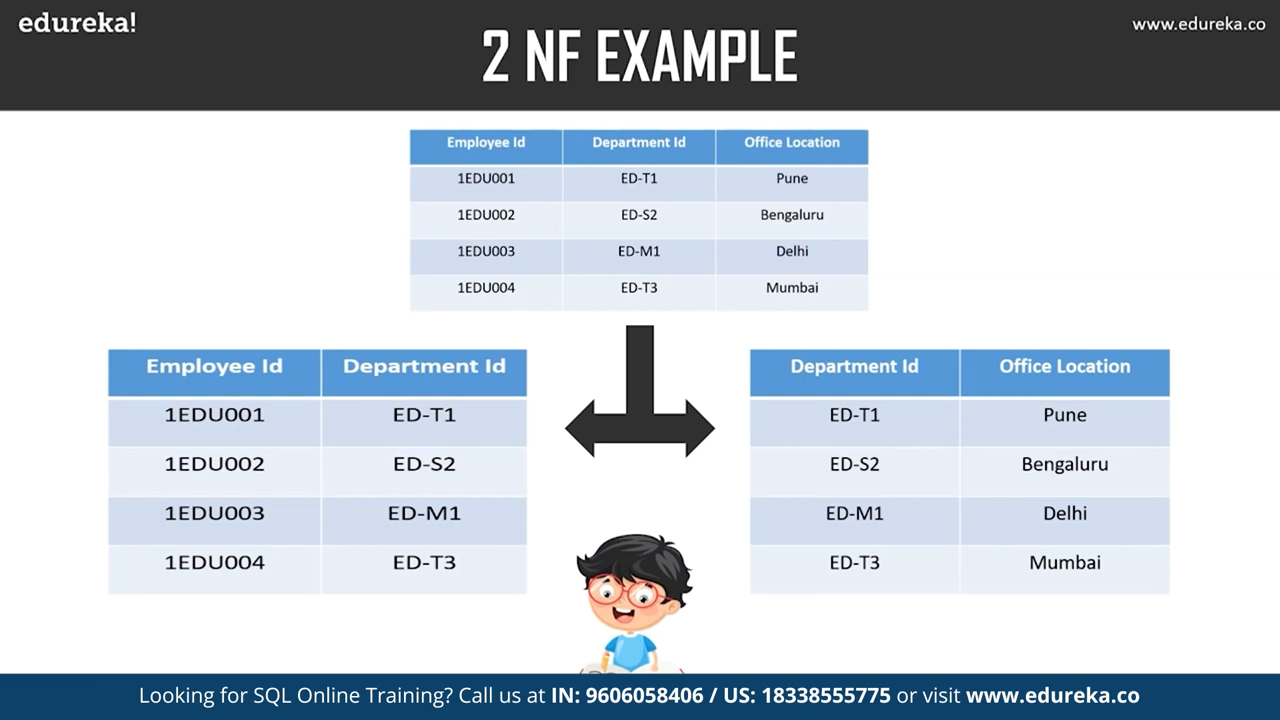 edureka!
www.edureka.co
2 NF EXAMPLE
Employee Id Department Id Office Location
1EDU001 ED-T1 Pune
1EDU002 ED-S2 Bengaluru
1EDU003 ED-M1 Delhi
1EDU004 ED-T3 Mumbai
Employee Id Department Id
1EDU001 ED-T1
1EDU002 ED-S2
1EDU003 ED-M1
1EDU004 ED-T3
Department Id Office Location
ED-T1 Pune
ED-S2 Bengaluru
ED-M1 Delhi
ED-T3 Mumbai
Looking for SQL Online Training? Call us at IN: 9606058406 / US: 18338555775 or visit www.edureka.co